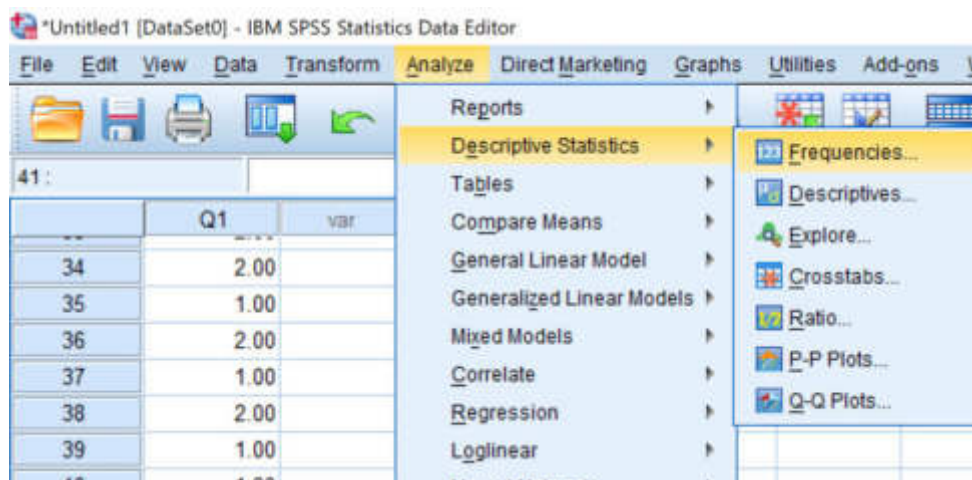 *Untitled1 [DataSet0] - IBM SPSS Statistics Data Editor
File Edit View Data Transform Analyze Direct Marketing Graphs Utilities Add-ons
41 :
Q1 var
34 2.00
35 1.00
36 2.00
37 1.00
38 2.00
39 1.00
Reports
Descriptive Statistics
Tables
Compare Means
General Linear Model
Generalized Linear Models
Mixed Models
Correlate
Regression
Loglinear
Frequencies...
Descriptives...
Explore...
Crosstabs...
Ratio...
P-P Plots...
Q-Q Plots...